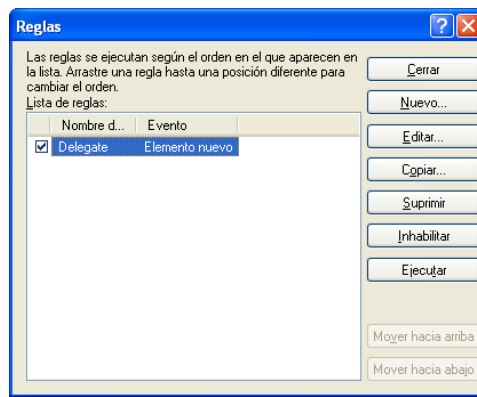 Reglas
Las reglas se ejecutan según el orden en el que aparecen en
la lista. Arrastre una regla hasta una posición diferente para
cambiar el orden.
Lista de reglas:
Nombre d... Evento
Delegate Elemento nuevo
Cerrar
Nuevo...
Editar...
Copiar...
Suprimir
Inhabilitar
Ejecutar
Mover hacia arriba
Mover hacia abajo